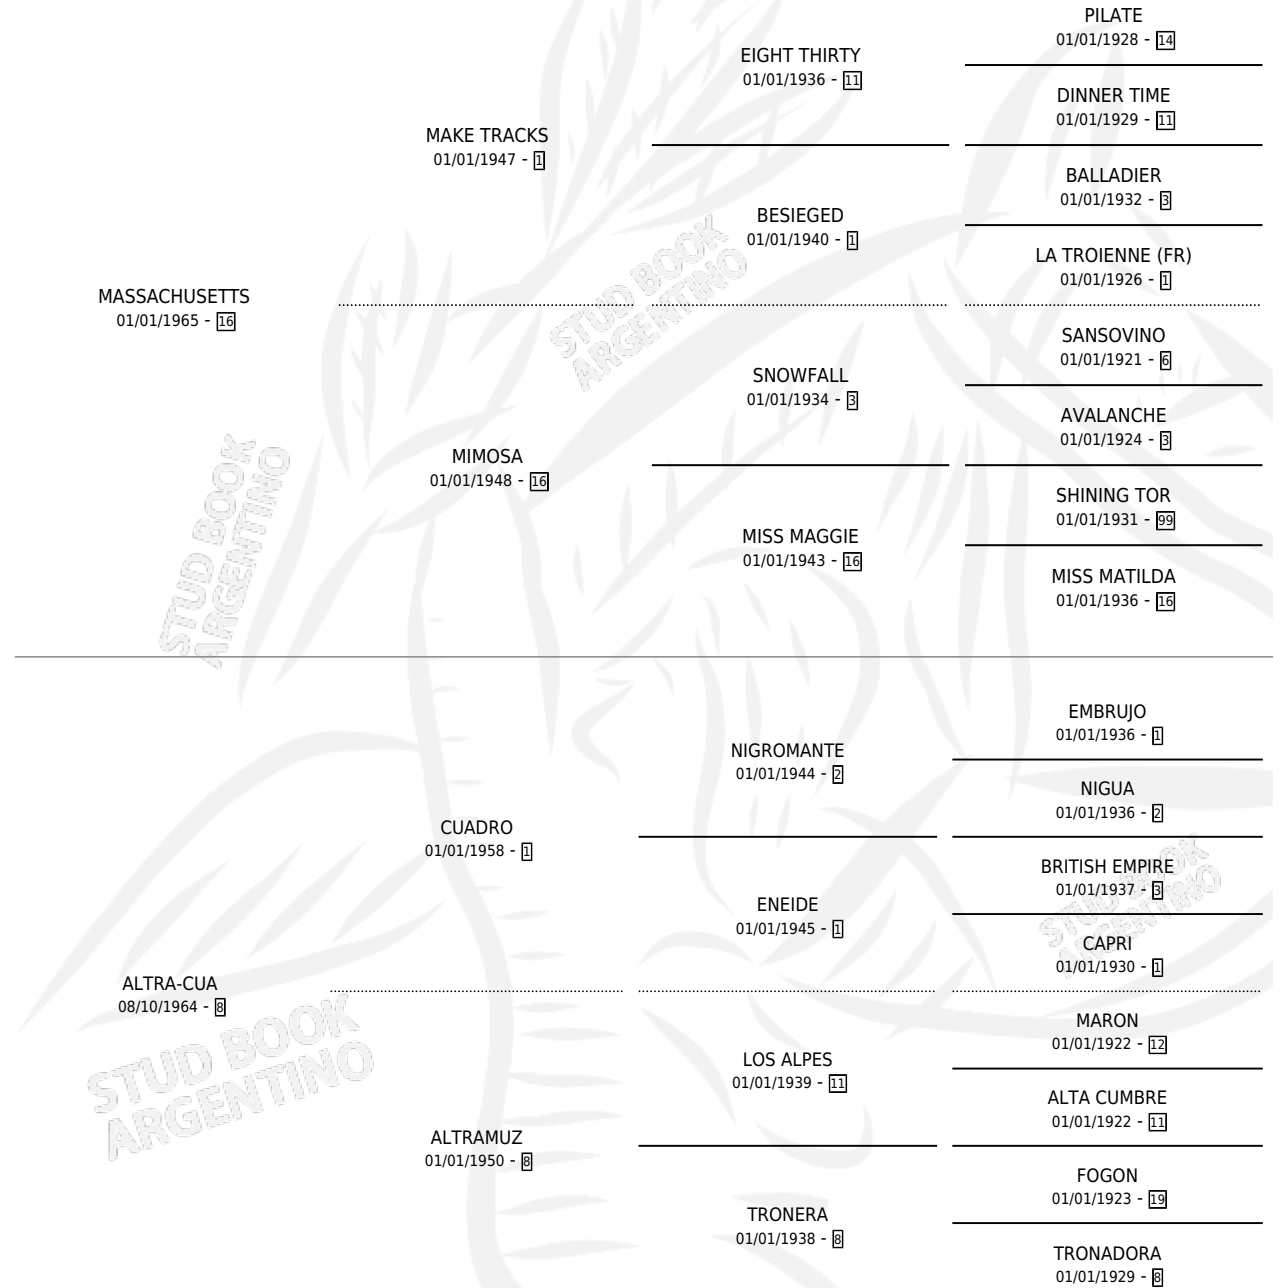 PILATE
01/01/1928 - 14
EIGHT THIRTY
01/01/1936 - 11
DINNER TIME
01/01/1929 - 11
MAKE TRACKS
01/01/1947 - 1
BALLADIER
01/01/1932 - 3
BESIEGED
01/01/1940 - 1
LA TROIENNE (FR)
01/01/1926 - 1
MASSACHUSETTS
01/01/1965 - 16
STUD BOOK
ARGENTINO
SANSOVINO
01/01/1921 - 6
SNOWFALL
01/01/1934 - 3
AVALANCHE
01/01/1924 - 3
MIMOSA
01/01/1948 - 16
SHINING TOR
01/01/1931 - 99
MISS MAGGIE
01/01/1943 - 16
MISS MATILDA
01/01/1936 - 16
STUD BOOK
ARGENTINO
EMBRUJO
01/01/1936 - 1
NIGROMANTE
01/01/1944 - 2
NIGUA
01/01/1936 - 2
CUADRO
01/01/1958 - 1
BRITISH EMPIRE
01/01/1937 - 3
ENEIDE
01/01/1945 - 1
CAPRI
01/01/1930 - 1
STUD BOOK
ARGENTINO
ALTRA-CUA
08/10/1964 - 8
MARON
01/01/1922 - 12
LOS ALPES
01/01/1939 - 11
ALTA CUMBRE
01/01/1922 - 11
STUD BOOK
ARGENTINO
ALTRAMUZ
01/01/1950 - 8
FOGON
01/01/1923 - 19
TRONERA
01/01/1938 - 8
TRONADORA
01/01/1929 - 8